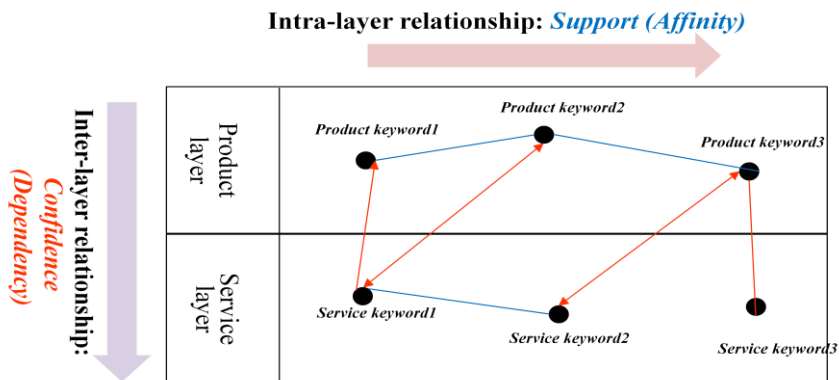 Intra-layer relationship: Support (Affinity)
Inter-layer relationship:
Confidence
(Dependency)
Product
layer
Product keyword1
Product keyword2
Product keyword3
Service
layer
Service keyword1
Service keyword2
Service keyword3